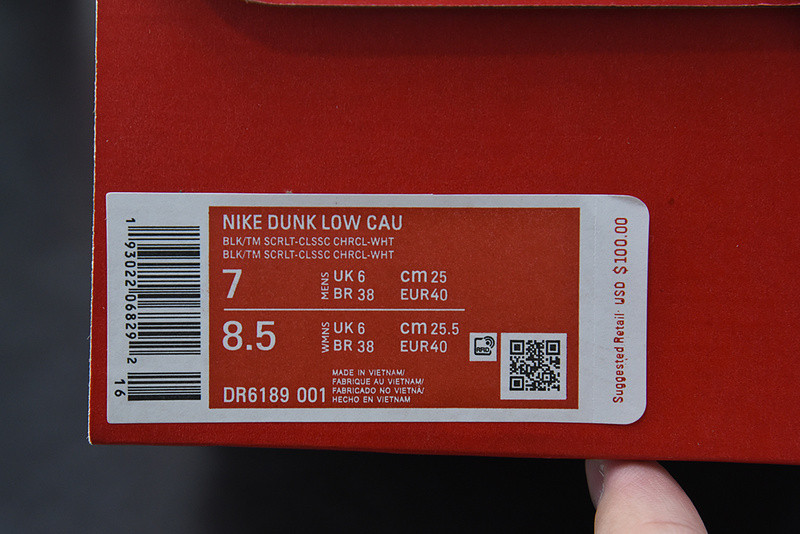 NIKE DUNK LOW CAU
BLK/TM SCRLT-CLSSC CHRCL-WHT
BLK/TM SCRLT-CLSSC CHRCL-WHT
7 MENS UK 6 cm 25
BR 38 EUR40
8.5 WMNS UK 6 cm 25.5
BR 38 EUR40
RFID
DR6189 001
MADE IN VIETNAM/
FABRIQUE AU VIETNAM/
FABRICADO NO VIETNÃ/
HECHO EN VIETNAM
1 93022 06829 2
16
Suggested Retail: USD $100.00